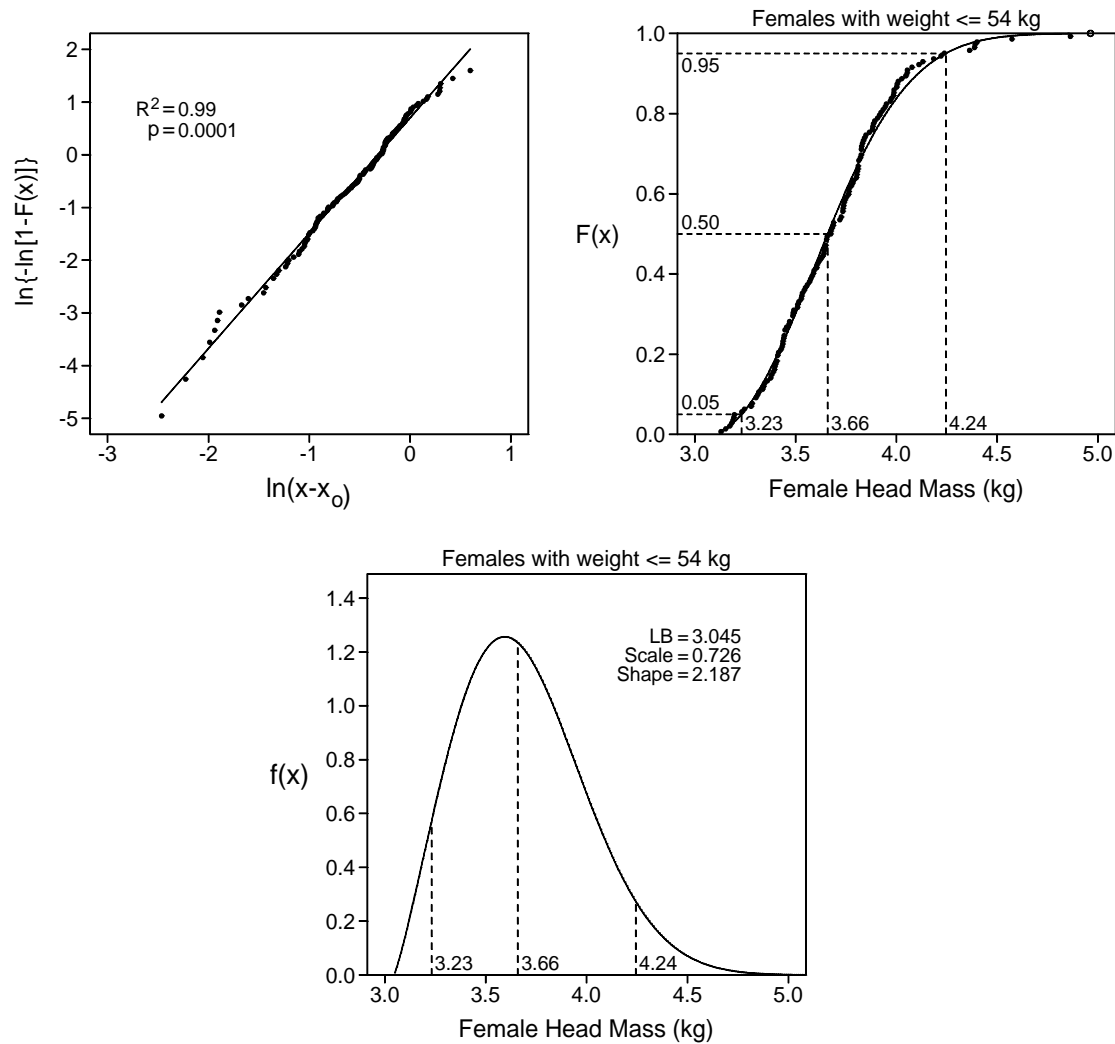 2
1
0
-1
-2
-3
-4
-5
ln{-ln[1-F(x)]}
R²=0.99
p=0.0001
-3 -2 -1 0 1
ln(x-xo)
Females with weight <= 54 kg
1.0
0.8
0.6
0.4
0.2
0.0
F(x)
0.95
0.50
0.05
3.23 3.66 4.24
3.0 3.5 4.0 4.5 5.0
Female Head Mass (kg)
Females with weight <= 54 kg
1.4
1.2
1.0
0.8
0.6
0.4
0.2
0.0
f(x)
LB=3.045
Scale=0.726
Shape=2.187
3.23 3.66 4.24
3.0 3.5 4.0 4.5 5.0
Female Head Mass (kg)